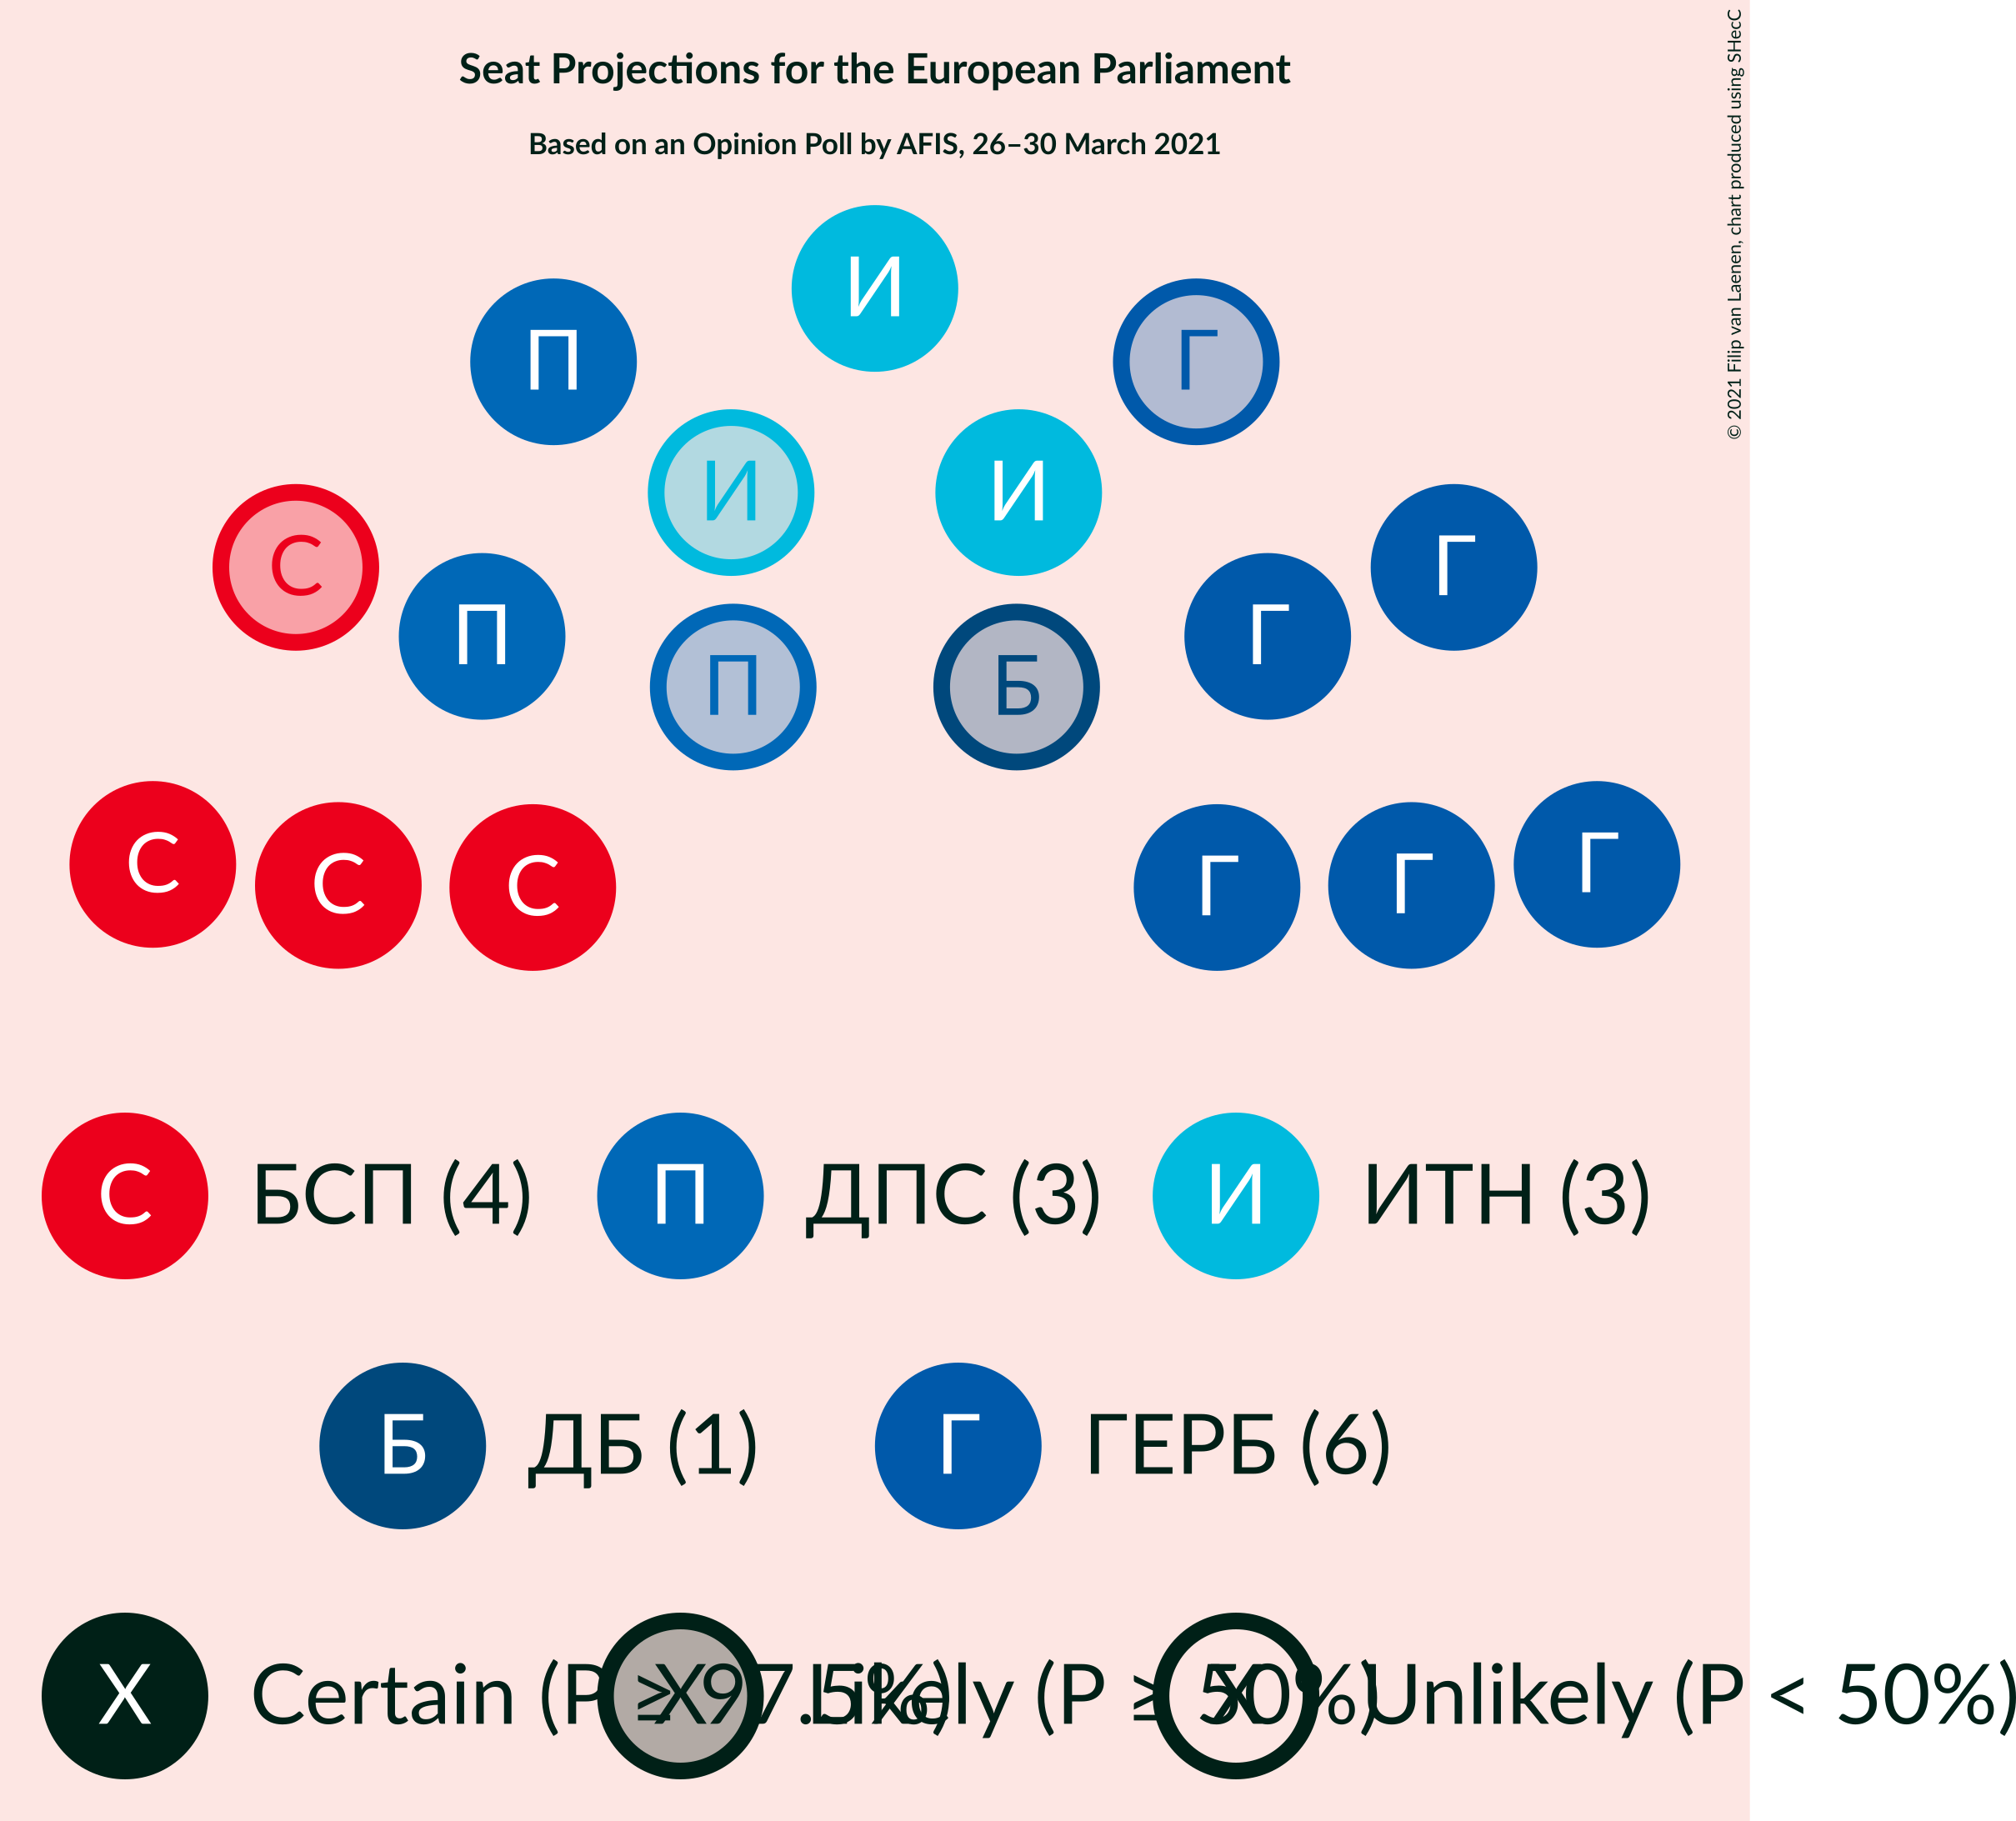 Seat Projections for the European Parliament
Based on an Opinion Poll by AFIS, 26–30 March 2021
© 2021 Filip van Laenen, chart produced using SHecC
И
П
Г
И
И
С
Г
П
Г
П
Б
С
С
С
Г
Г
Г
С БСП (4) П ДПС (3) И ИТН (3)
Б ДБ (1) Г ГЕРБ (6)
X Certain (P ≥ 97.5%) X Likely (P ≥ 50%) X Unlikely (P < 50%)